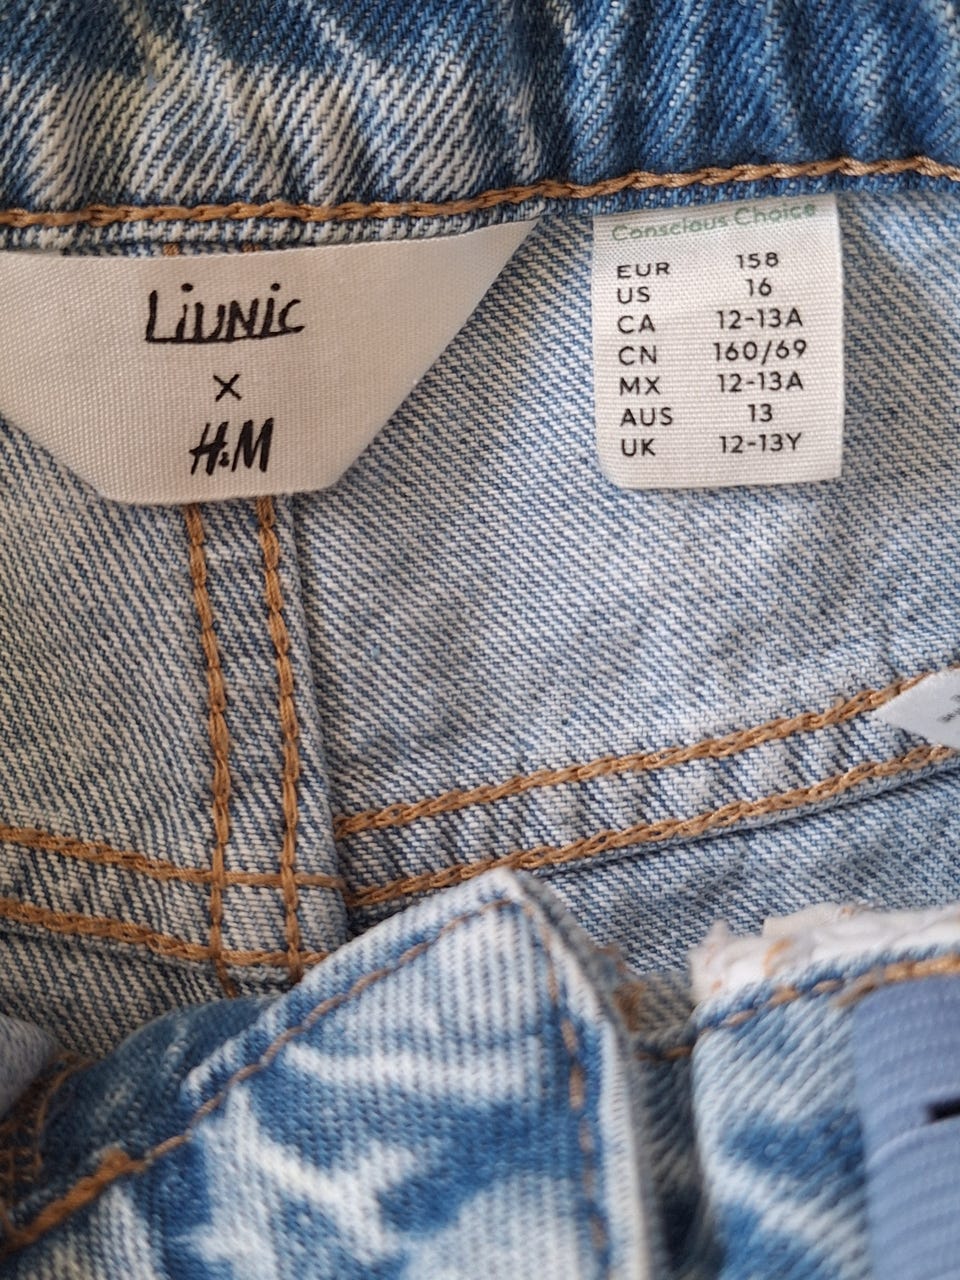 Liunic
x
H&M
Conscious Choice
EUR 158
US 16
CA 12-13A
CN 160/69
MX 12-13A
AUS 13
UK 12-13Y